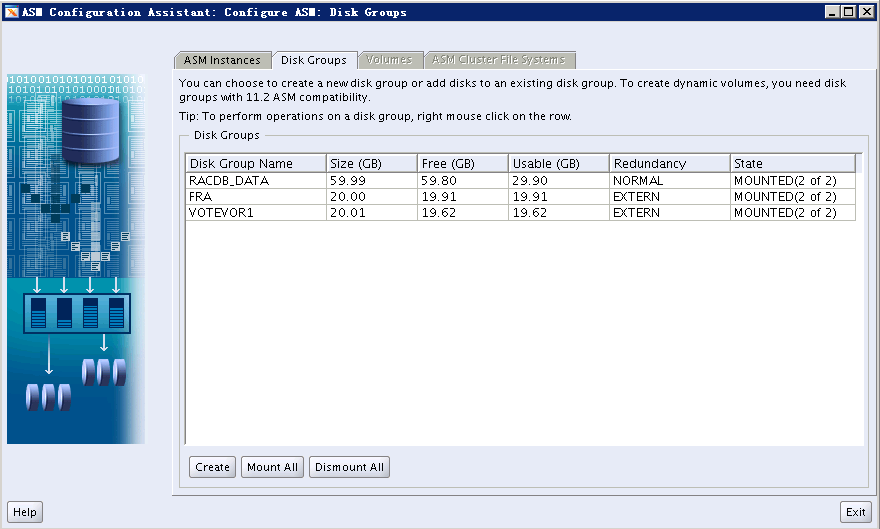 ASM Configuration Assistant: Configure ASM: Disk Groups
ASM Instances Disk Groups Volumes ASM Cluster File Systems
You can choose to create a new disk group or add disks to an existing disk group. To create dynamic volumes, you need disk
groups with 11.2 ASM compatibility.
Tip: To perform operations on a disk group, right mouse click on the row.
Disk Groups
Disk Group Name Size (GB) Free (GB) Usable (GB) Redundancy State
RACDB_DATA 59.99 59.80 29.90 NORMAL MOUNTED(2 of 2)
FRA 20.00 19.91 19.91 EXTERN MOUNTED(2 of 2)
VOTEVOR1 20.01 19.62 19.62 EXTERN MOUNTED(2 of 2)
Create Mount All Dismount All
Help Exit